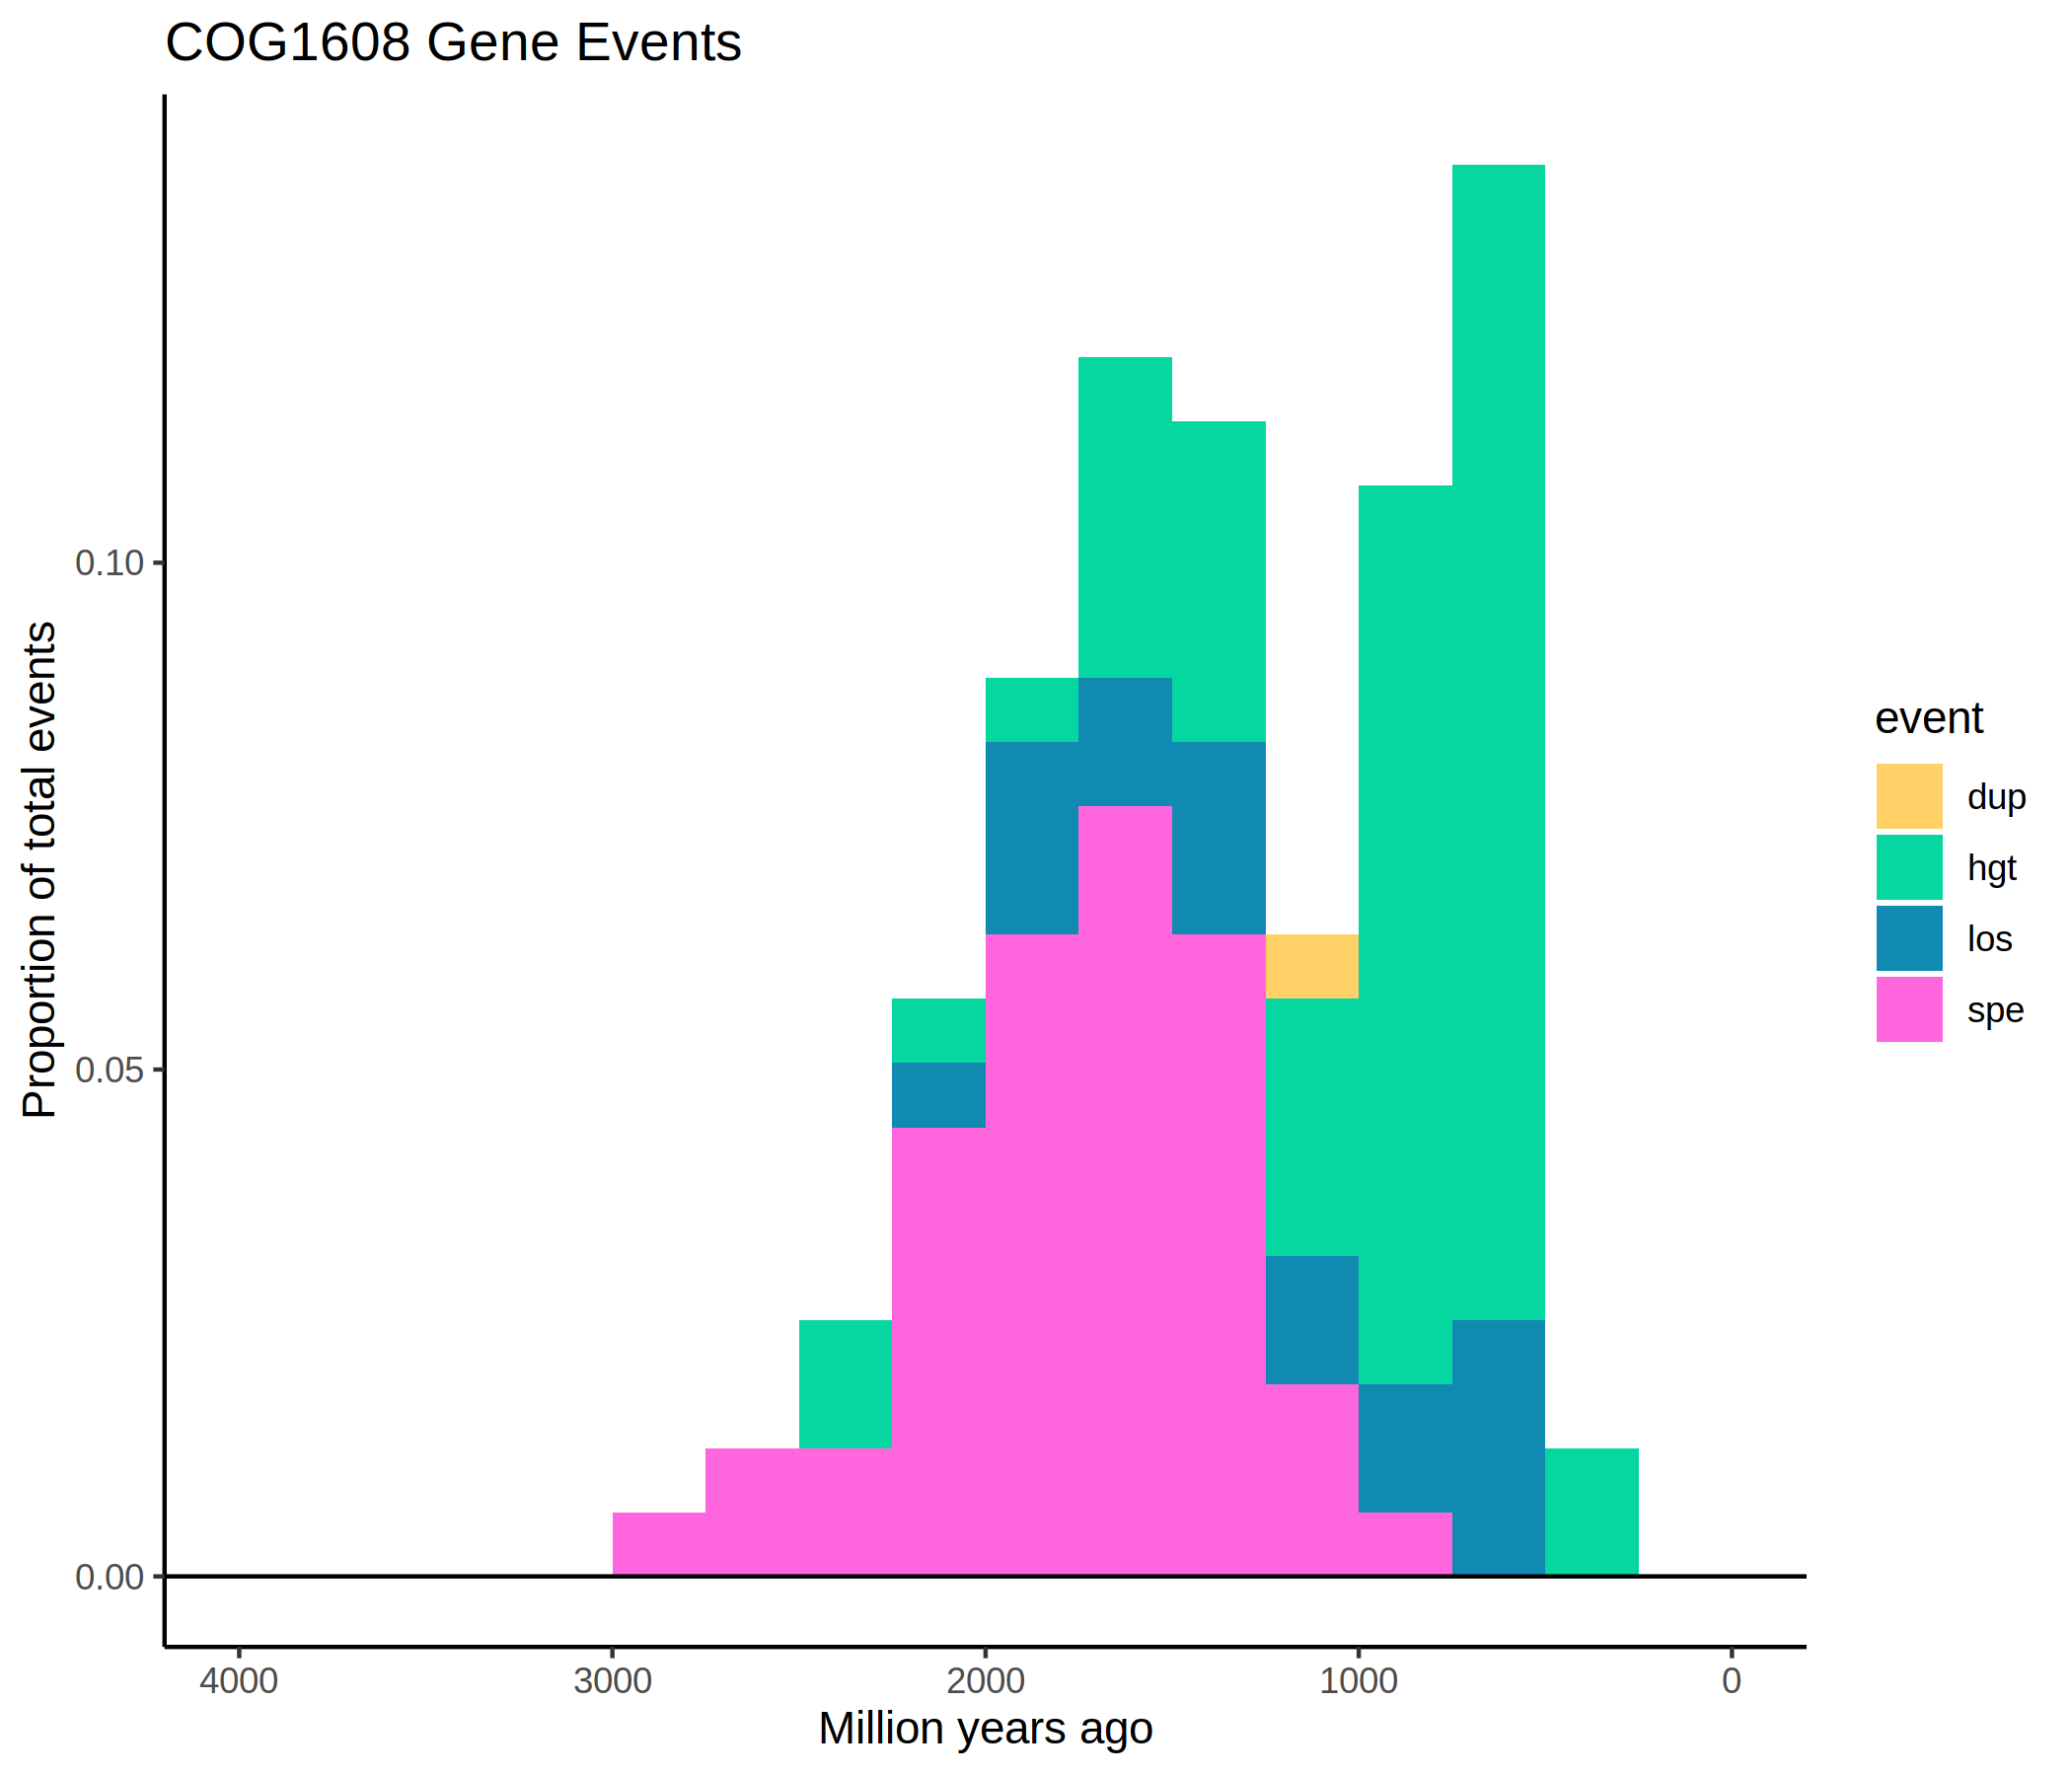 COG1608 Gene Events
Proportion of total events
0.10
0.05
0.00
4000 3000 2000 1000 0
Million years ago
event
dup
hgt
los
spe